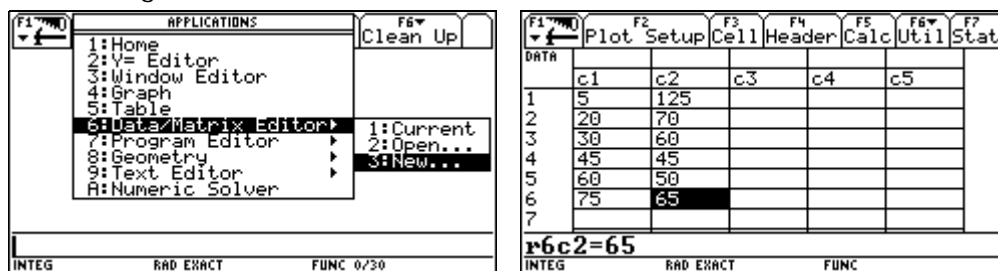 F1 APPLICATIONS F6 Clean Up
1:Home
2:Y= Editor
3:Window Editor
4:Graph
5:Table
6:Data/Matrix Editor
7:Program Editor
8:Geometry
9:Text Editor
A:Numeric Solver
1:Current
2:Open...
3:New...
INTEG RAD EXACT FUNC 0/30
F1 F2 F3 F4 F5 F6 F7
Plot Setup Cell Header Calc Util Stat
DATA
c1 c2 c3 c4 c5
1 5 125
2 20 70
3 30 60
4 45 45
5 60 50
6 75 65
7
r6c2=65
INTEG RAD EXACT FUNC